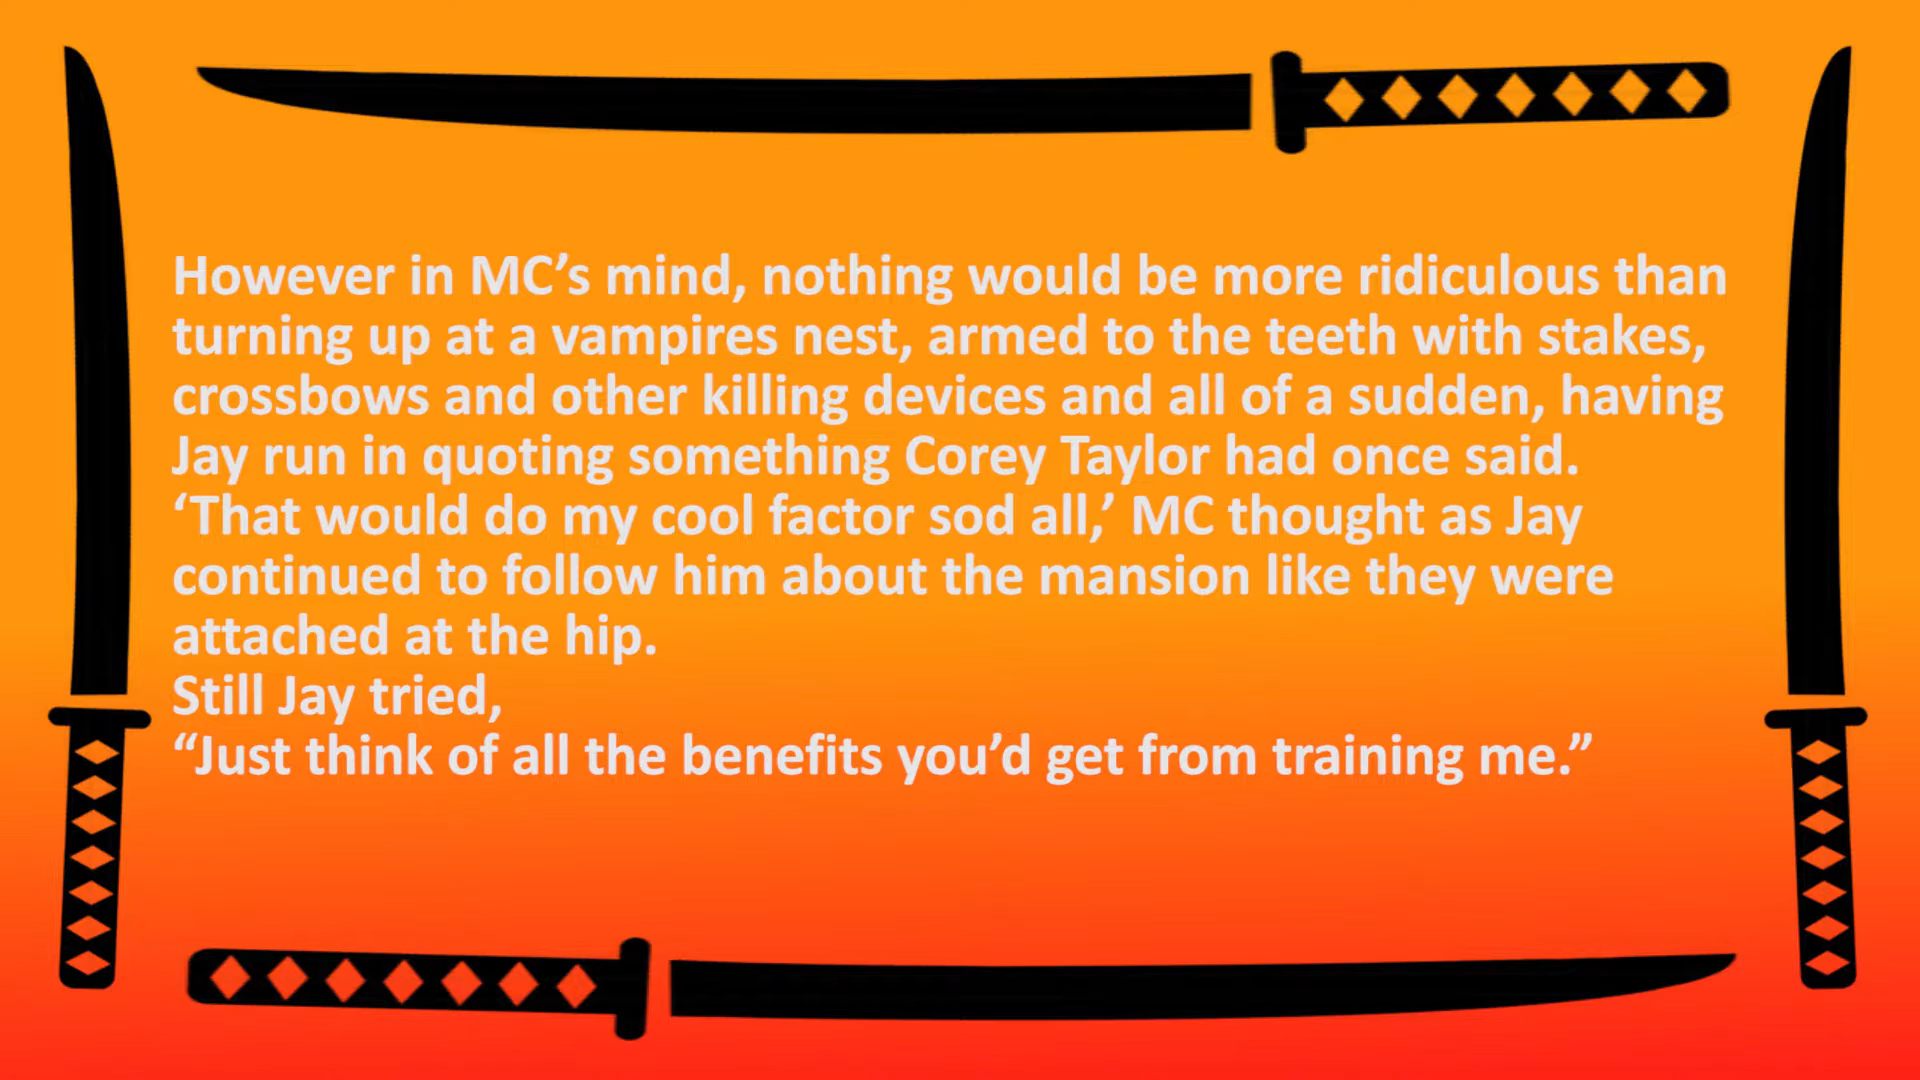 However in MC’s mind, nothing would be more ridiculous than
turning up at a vampires nest, armed to the teeth with stakes,
crossbows and other killing devices and all of a sudden, having
Jay run in quoting something Corey Taylor had once said.
‘That would do my cool factor sod all,’ MC thought as Jay
continued to follow him about the mansion like they were
attached at the hip.
Still Jay tried,
“Just think of all the benefits you’d get from training me.”